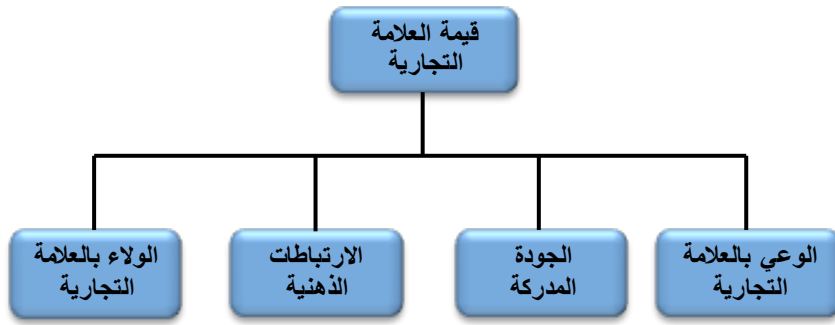 قيمة العلامة
التجارية
الوعي بالعلامة
التجارية
الجودة
المدركة
الارتباطات
الذهنية
الولاء بالعلامة
التجارية